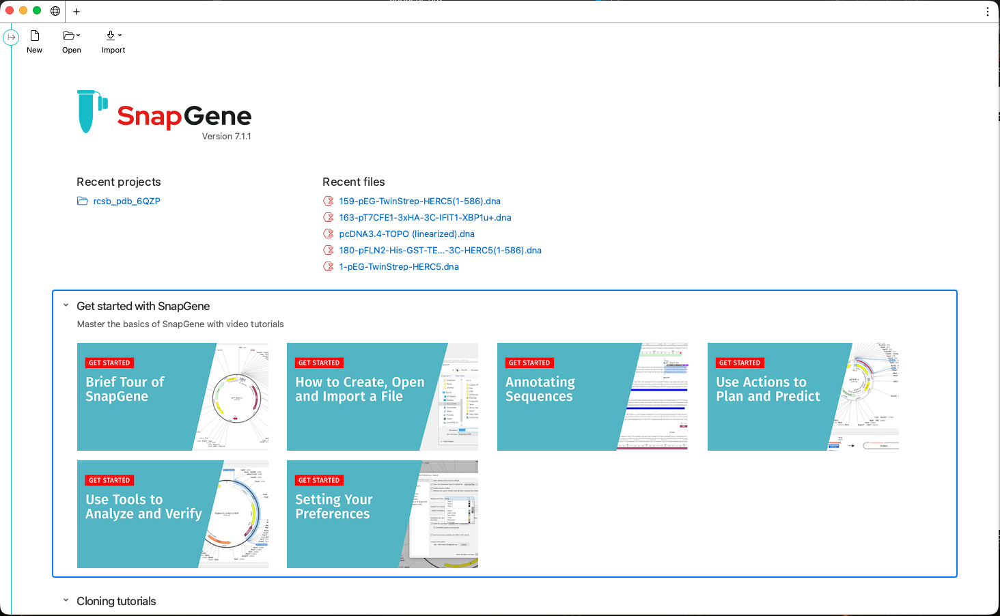 New
Open
Import
SnapGene
Version 7.1.1
Recent projects
rcsb_pdb_6QZP
Recent files
159-pEG-TwinStrep-HERC5(1-586).dna
163-pT7CFE1-3xHA-3C-IFIT1-XBP1u+.dna
pcDNA3.4-TOPO (linearized).dna
180-pFLN2-His-GST-TE...-3C-HERC5(1-586).dna
1-pEG-TwinStrep-HERC5.dna
Get started with SnapGene
Master the basics of SnapGene with video tutorials
GET STARTED
Brief Tour of
SnapGene
GET STARTED
How to Create, Open
and Import a File
GET STARTED
Annotating
Sequences
GET STARTED
Use Actions to
Plan and Predict
GET STARTED
Use Tools to
Analyze and Verify
GET STARTED
Setting Your
Preferences
Cloning tutorials